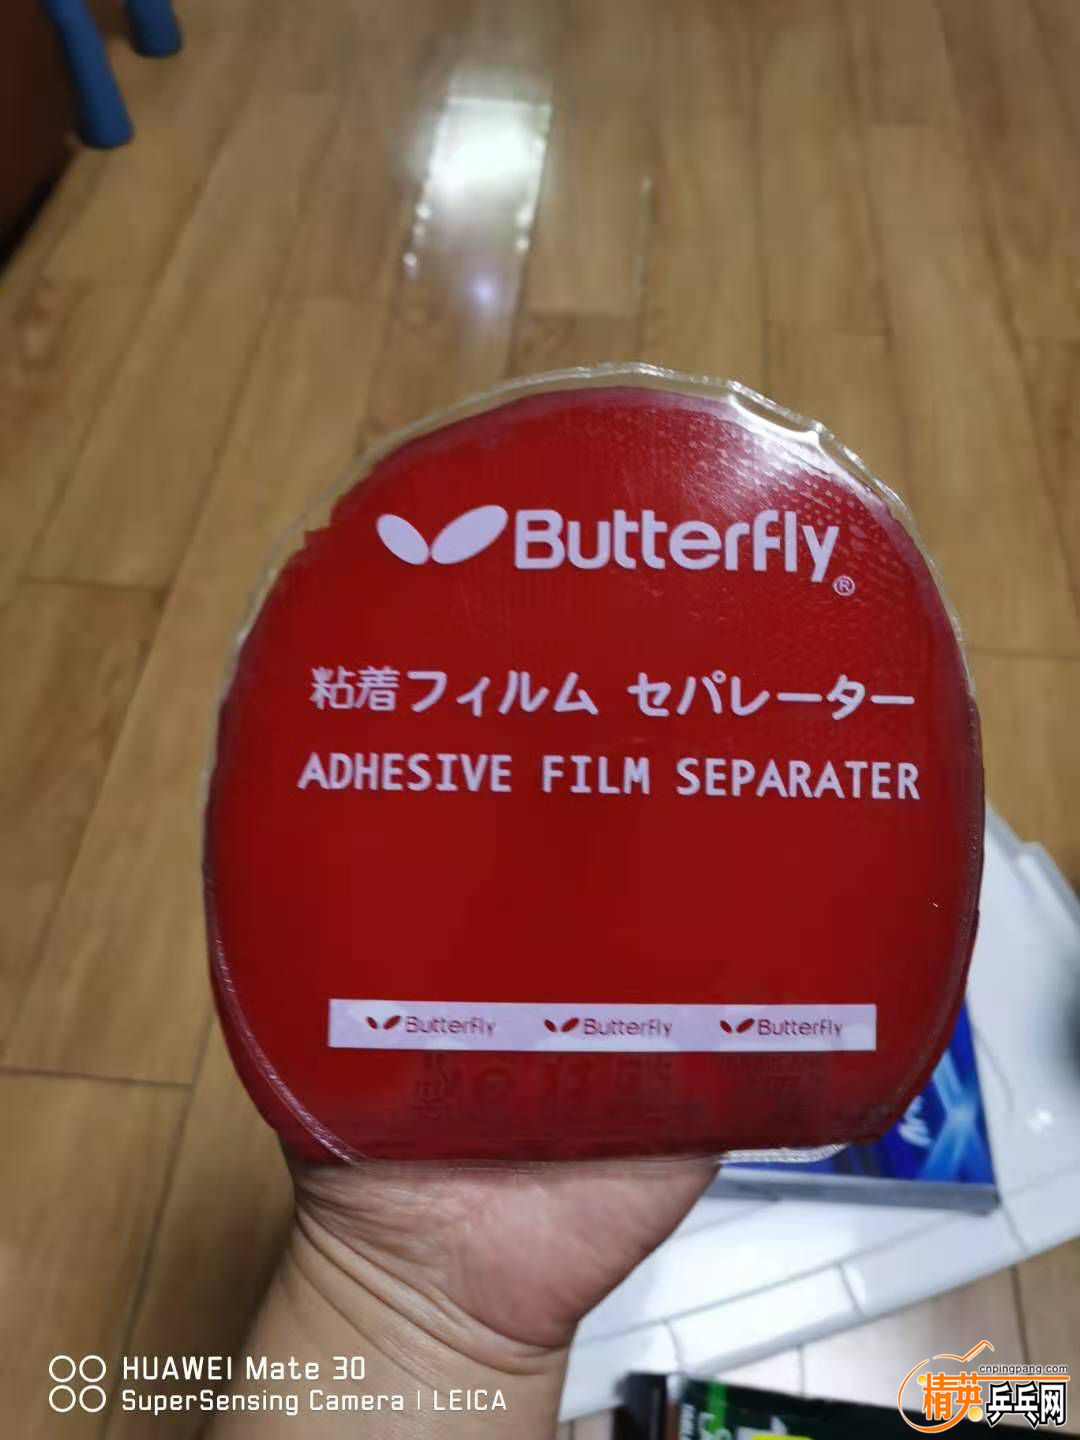 Butterfly®
粘着フィルム セパレーター
ADHESIVE FILM SEPARATER
Butterfly Butterfly Butterfly
HUAWEI Mate 30
SuperSensing Camera | LEICA
cnpingpang.com
精英乒乓网